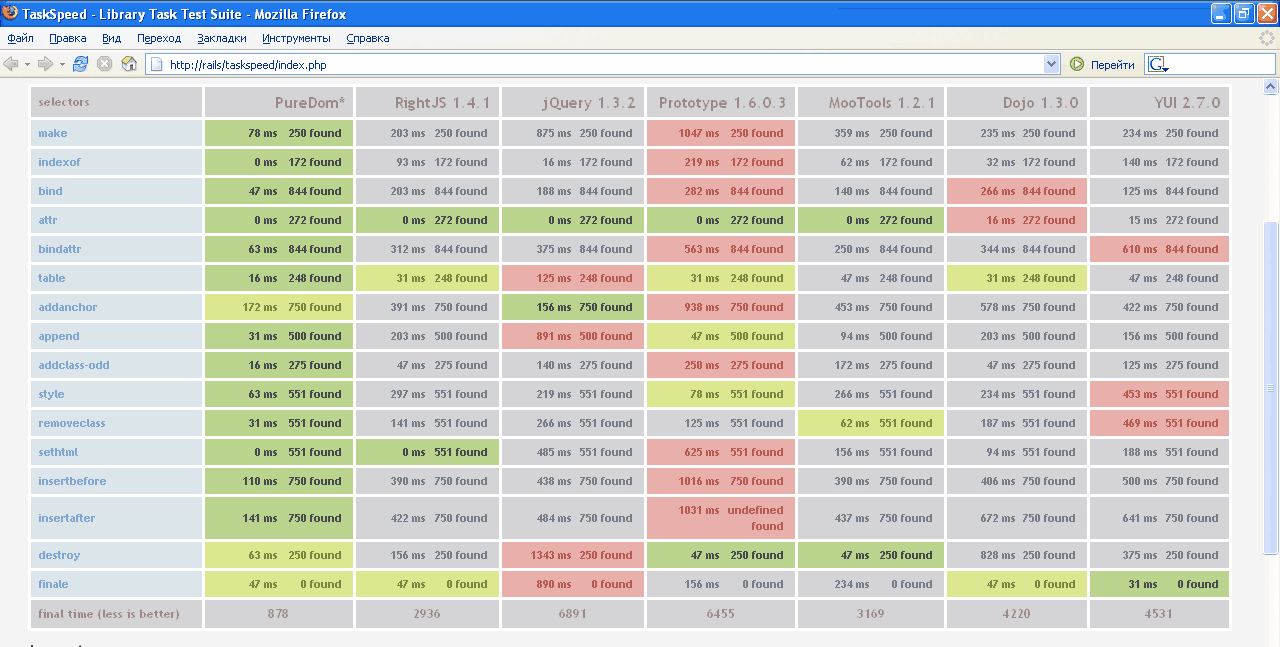 TaskSpeed - Library Task Test Suite - Mozilla Firefox
Файл Правка Вид Переход Закладки Инструменты Справка
http://rails/taskspeed/index.php Перейти G
selectors PureDom* RightJS 1.4.1 jQuery 1.3.2 Prototype 1.6.0.3 MooTools 1.2.1 Dojo 1.3.0 YUI 2.7.0
make 78 ms 250 found 203 ms 250 found 875 ms 250 found 1047 ms 250 found 359 ms 250 found 235 ms 250 found 234 ms 250 found
indexof 0 ms 172 found 93 ms 172 found 16 ms 172 found 219 ms 172 found 62 ms 172 found 32 ms 172 found 140 ms 172 found
bind 47 ms 844 found 203 ms 844 found 188 ms 844 found 282 ms 844 found 140 ms 844 found 266 ms 844 found 125 ms 844 found
attr 0 ms 272 found 0 ms 272 found 0 ms 272 found 0 ms 272 found 0 ms 272 found 16 ms 272 found 15 ms 272 found
bindattr 63 ms 844 found 312 ms 844 found 375 ms 844 found 563 ms 844 found 250 ms 844 found 344 ms 844 found 610 ms 844 found
table 16 ms 248 found 31 ms 248 found 125 ms 248 found 31 ms 248 found 47 ms 248 found 31 ms 248 found 47 ms 248 found
addanchor 172 ms 750 found 391 ms 750 found 156 ms 750 found 938 ms 750 found 453 ms 750 found 578 ms 750 found 422 ms 750 found
append 31 ms 500 found 203 ms 500 found 891 ms 500 found 47 ms 500 found 94 ms 500 found 203 ms 500 found 156 ms 500 found
addclass-odd 16 ms 275 found 47 ms 275 found 140 ms 275 found 250 ms 275 found 172 ms 275 found 47 ms 275 found 125 ms 275 found
style 63 ms 551 found 297 ms 551 found 219 ms 551 found 78 ms 551 found 266 ms 551 found 234 ms 551 found 453 ms 551 found
removeclass 31 ms 551 found 141 ms 551 found 266 ms 551 found 125 ms 551 found 62 ms 551 found 187 ms 551 found 469 ms 551 found
sethtml 0 ms 551 found 0 ms 551 found 485 ms 551 found 625 ms 551 found 156 ms 551 found 94 ms 551 found 188 ms 551 found
insertbefore 110 ms 750 found 390 ms 750 found 438 ms 750 found 1016 ms 750 found 390 ms 750 found 406 ms 750 found 500 ms 750 found
insertafter 141 ms 750 found 422 ms 750 found 484 ms 750 found 1031 ms undefined found 437 ms 750 found 672 ms 750 found 641 ms 750 found
destroy 63 ms 250 found 156 ms 250 found 1343 ms 250 found 47 ms 250 found 47 ms 250 found 828 ms 250 found 375 ms 250 found
finale 47 ms 0 found 47 ms 0 found 890 ms 0 found 156 ms 0 found 234 ms 0 found 47 ms 0 found 31 ms 0 found
final time (less is better) 878 2936 6891 6455 3169 4220 4531